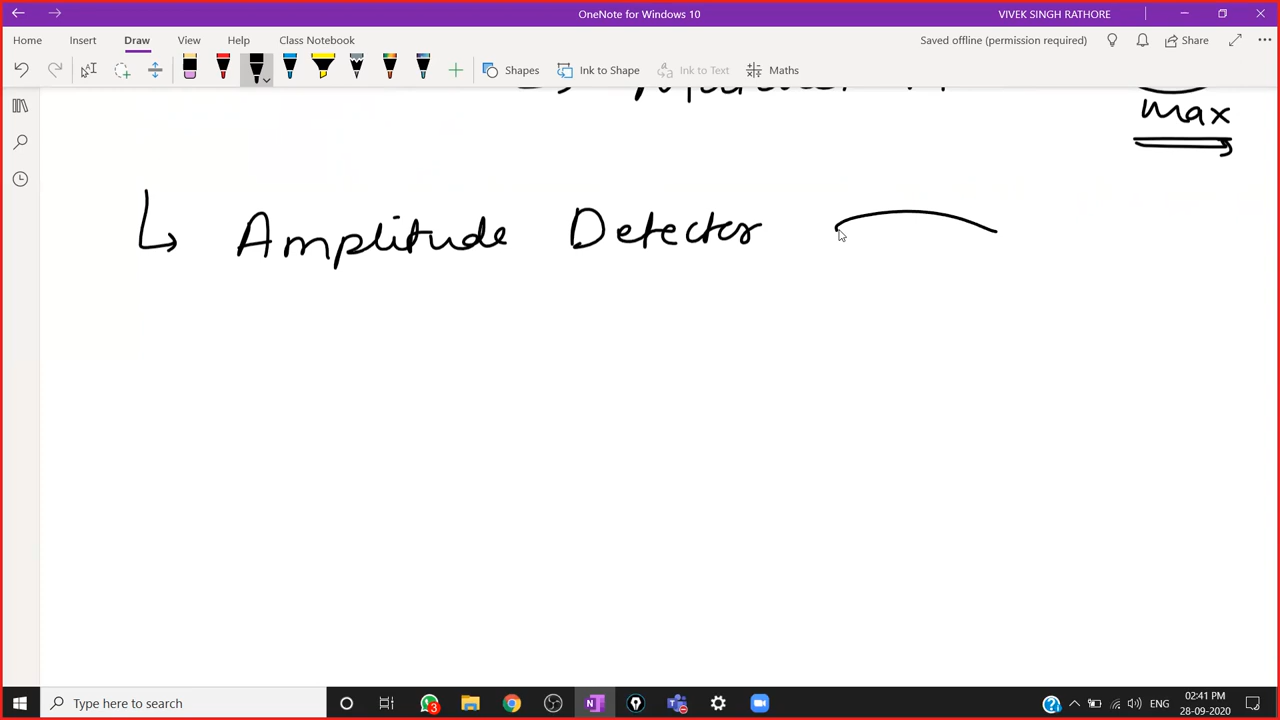 OneNote for Windows 10
VIVEK SINGH RATHORE
Home Insert Draw View Help Class Notebook
Saved offline (permission required) Share
Shapes Ink to Shape Ink to Text Maths
max
Amplitude Detector
Type here to search
3
ENG
02:41 PM
28-09-2020